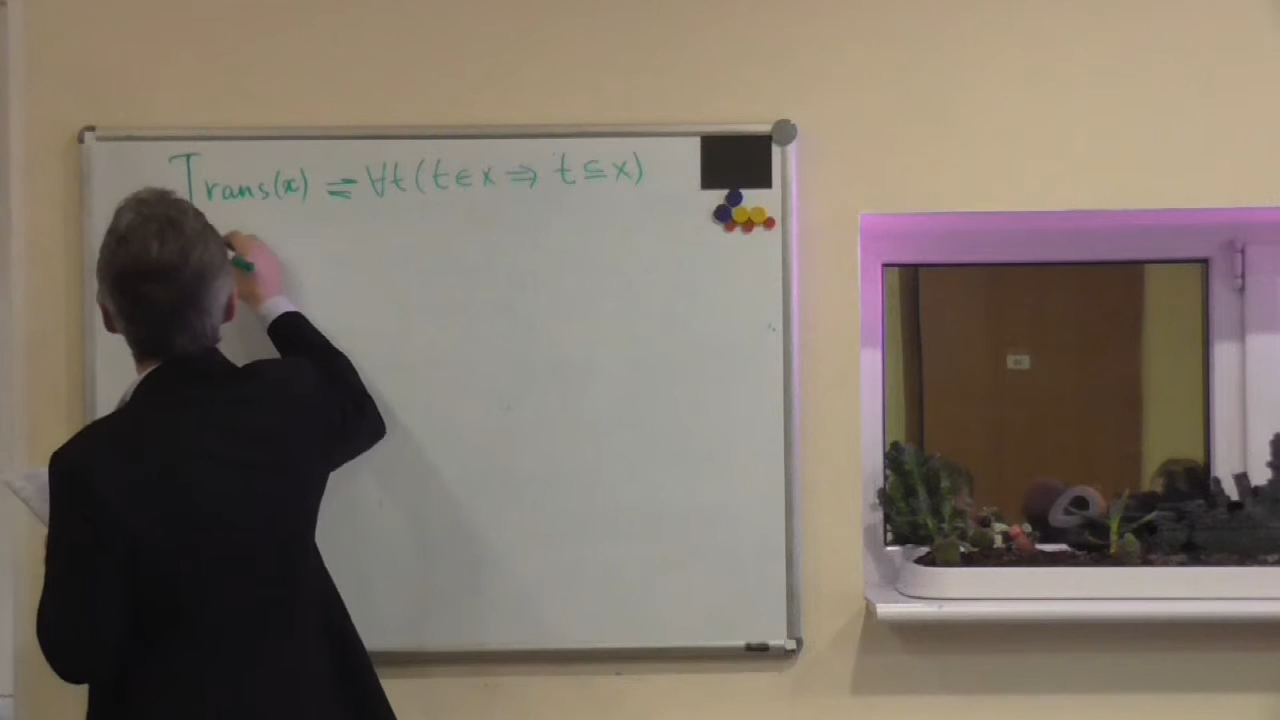 Trans(x) ⇌ ∀t(t∈x ⇒ t⊆x)